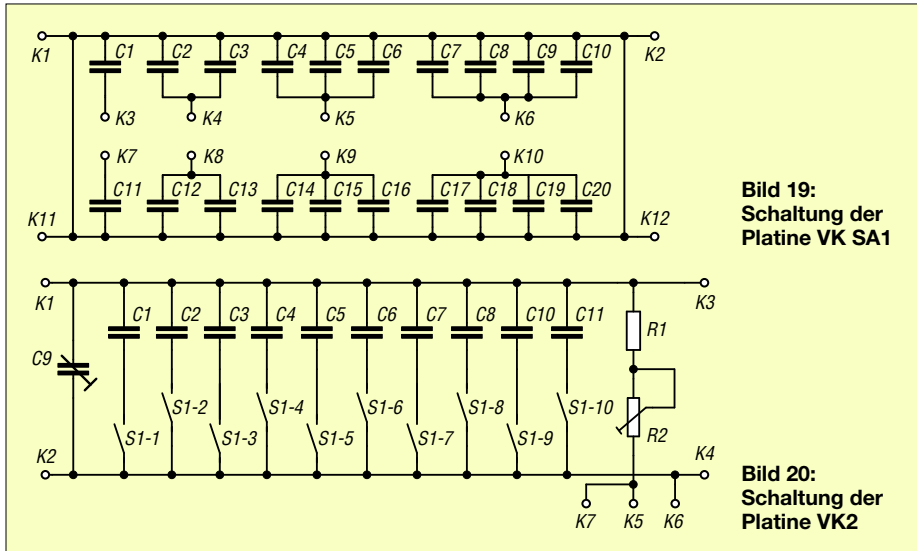 K1 C1 C2 C3 C4 C5 C6 C7 C8 C9 C10 K2
K3 K4 K5 K6
K7 K8 K9 K10
K11 C11 C12 C13 C14 C15 C16 C17 C18 C19 C20 K12
Bild 19:
Schaltung der
Platine VK SA1
K1 K3
C1 C2 C3 C4 C5 C6 C7 C8 C10 C11 R1
C9
S1-2 S1-4 S1-6 S1-8 S1-10
S1-1 S1-3 S1-5 S1-7 S1-9 R2
K2 K4
K7 K5 K6
Bild 20:
Schaltung der
Platine VK2